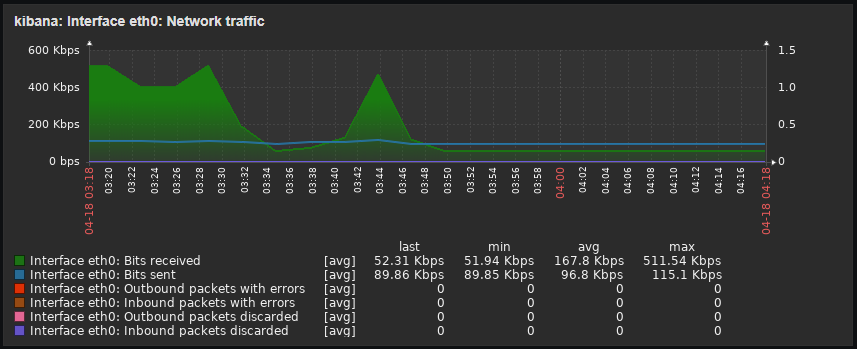 kibana: Interface eth0: Network traffic
600 Kbps 1.5
400 Kbps 1.0
200 Kbps 0.5
0 bps 0
04-18 03:18 03:20 03:22 03:24 03:26 03:28 03:30 03:32 03:34 03:36 03:38 03:40 03:42 03:44 03:46 03:48 03:50 03:52 03:54 03:56 03:58 04:00 04:02 04:04 04:06 04:08 04:10 04:12 04:14 04:16 04-18 04:18
last min avg max
Interface eth0: Bits received [avg] 52.31 Kbps 51.94 Kbps 167.8 Kbps 511.54 Kbps
Interface eth0: Bits sent [avg] 89.86 Kbps 89.85 Kbps 96.8 Kbps 115.1 Kbps
Interface eth0: Outbound packets with errors [avg] 0 0 0 0
Interface eth0: Inbound packets with errors [avg] 0 0 0 0
Interface eth0: Outbound packets discarded [avg] 0 0 0 0
Interface eth0: Inbound packets discarded [avg] 0 0 0 0